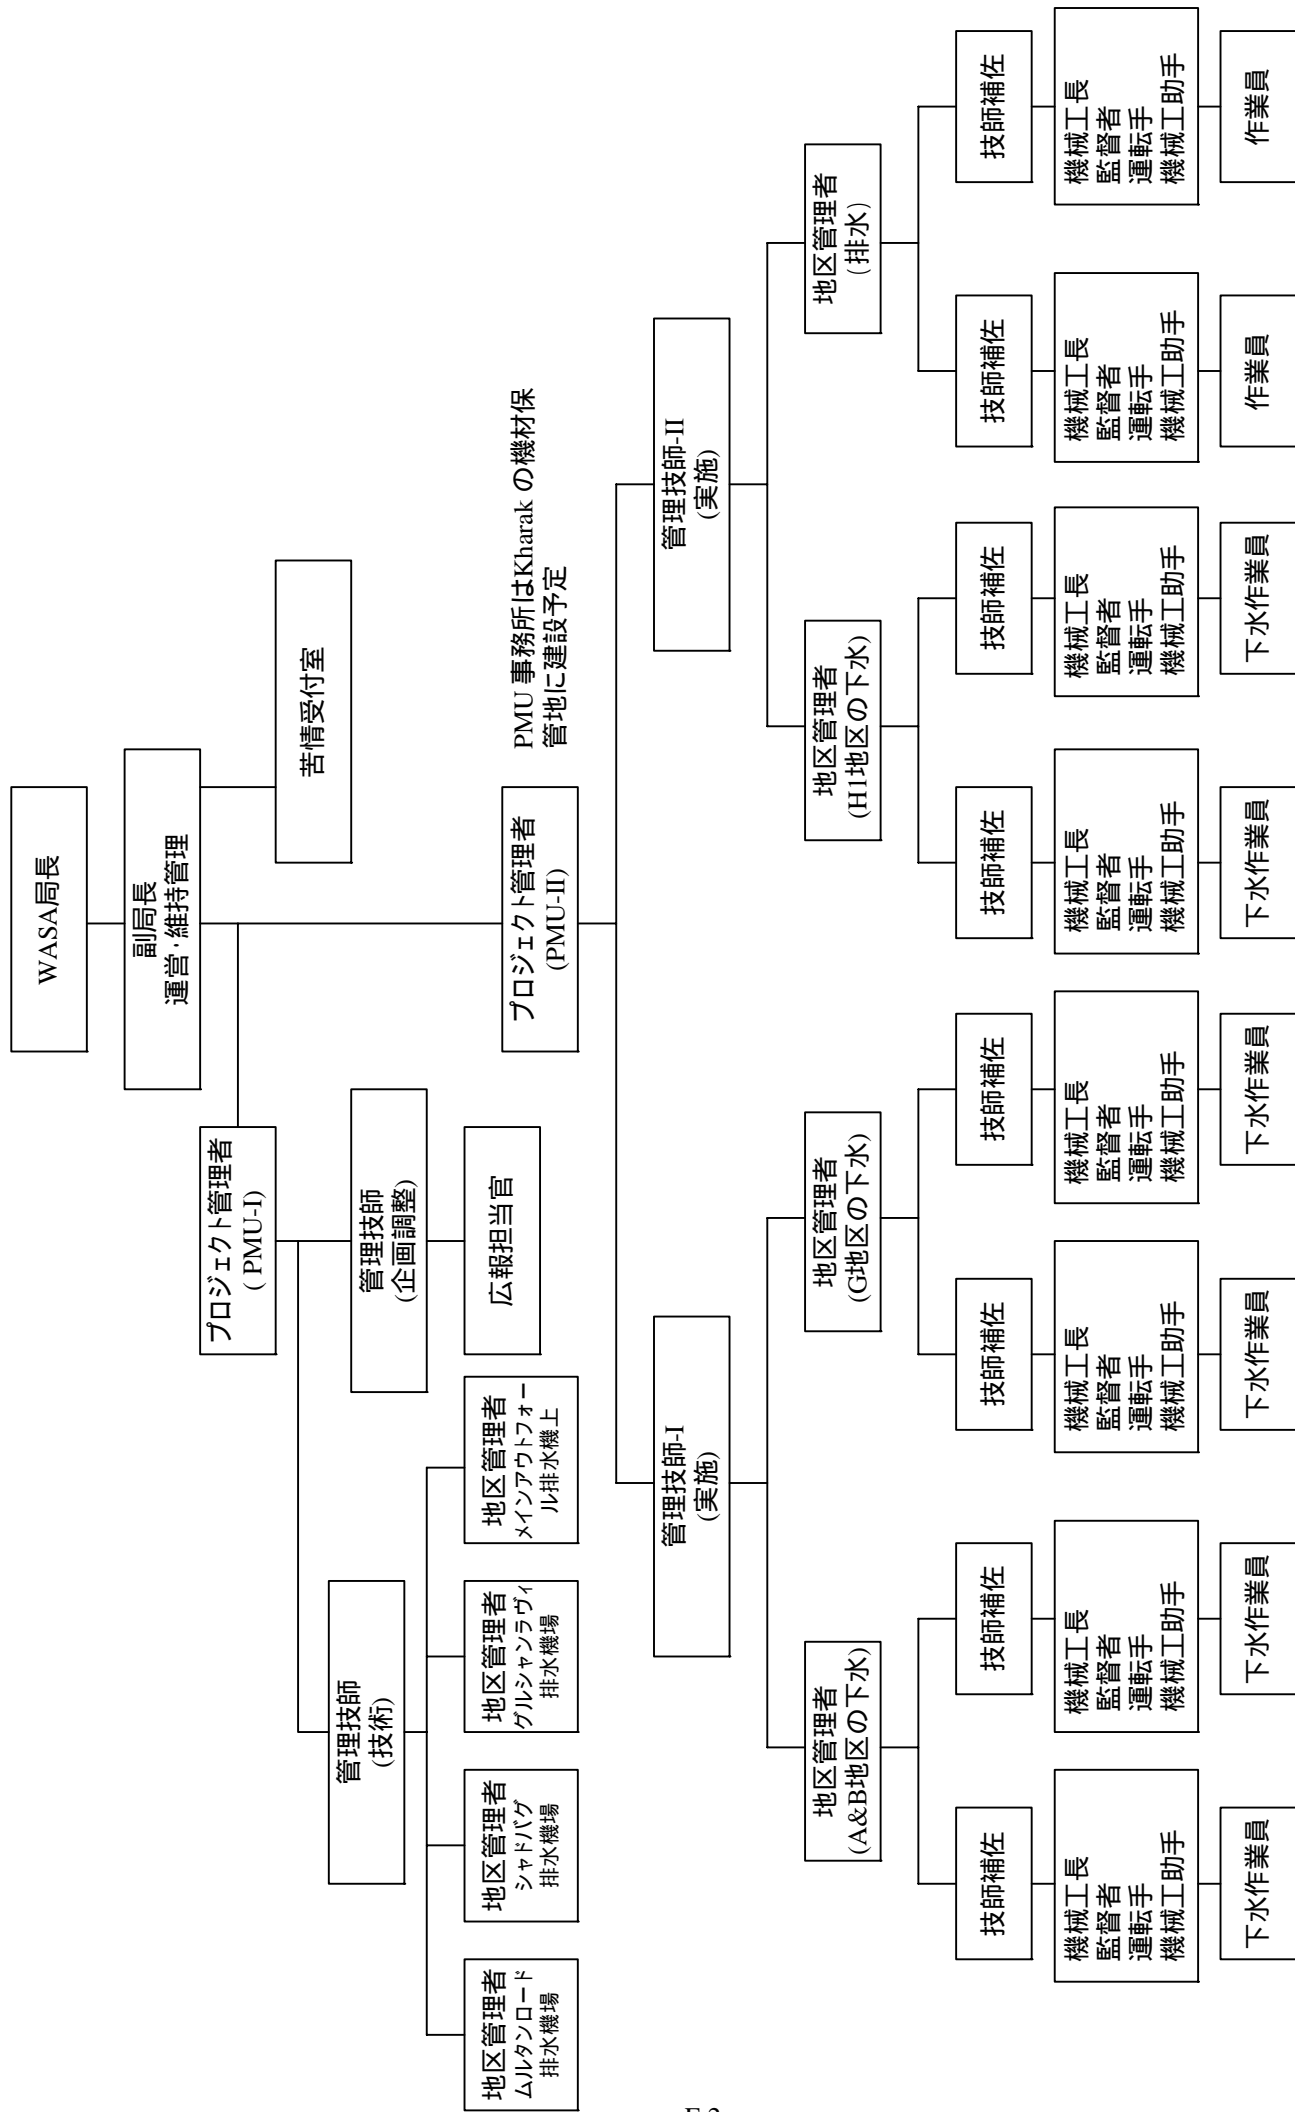 WASA局長
副局長
運営・維持管理
苦情受付室
プロジェクト管理者
( PMU-I)
管理技師
(企画調整)
広報担当官
管理技師
(技術)
地区管理者
ムルタンロード
排水機場
地区管理者
シャドバグ
排水機場
地区管理者
グルシャンラヴィ
排水機場
地区管理者
メインアウトフォー
ル排水機上
プロジェクト管理者
(PMU-II)
PMU 事務所はKharak の機材保
管地に建設予定
管理技師-I
(実施)
管理技師-II
(実施)
地区管理者
(A&B地区の下水)
地区管理者
(G地区の下水)
地区管理者
(H1地区の下水)
地区管理者
(排水)
技師補佐
技師補佐
技師補佐
技師補佐
技師補佐
技師補佐
技師補佐
技師補佐
機械工長
監督者
運転手
機械工助手
機械工長
監督者
運転手
機械工助手
機械工長
監督者
運転手
機械工助手
機械工長
監督者
運転手
機械工助手
機械工長
監督者
運転手
機械工助手
機械工長
監督者
運転手
機械工助手
機械工長
監督者
運転手
機械工助手
機械工長
監督者
運転手
機械工助手
下水作業員
下水作業員
下水作業員
下水作業員
下水作業員
下水作業員
作業員
作業員